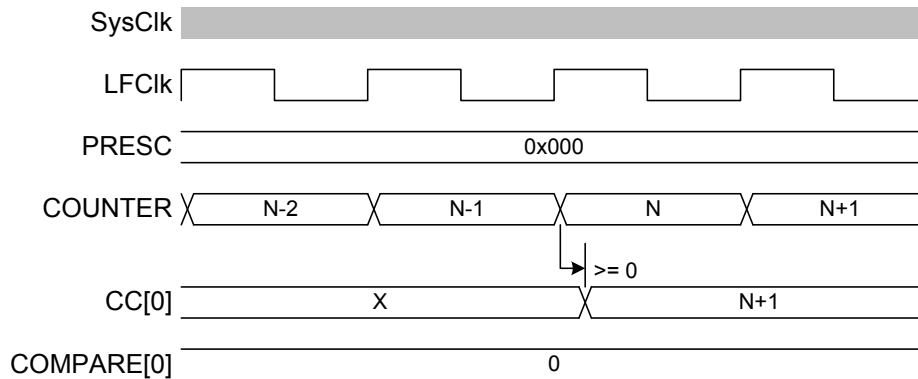 SysClk
LFClk
PRESC 0x000
COUNTER N-2 N-1 N N+1
>= 0
CC[0] X N+1
COMPARE[0] 0